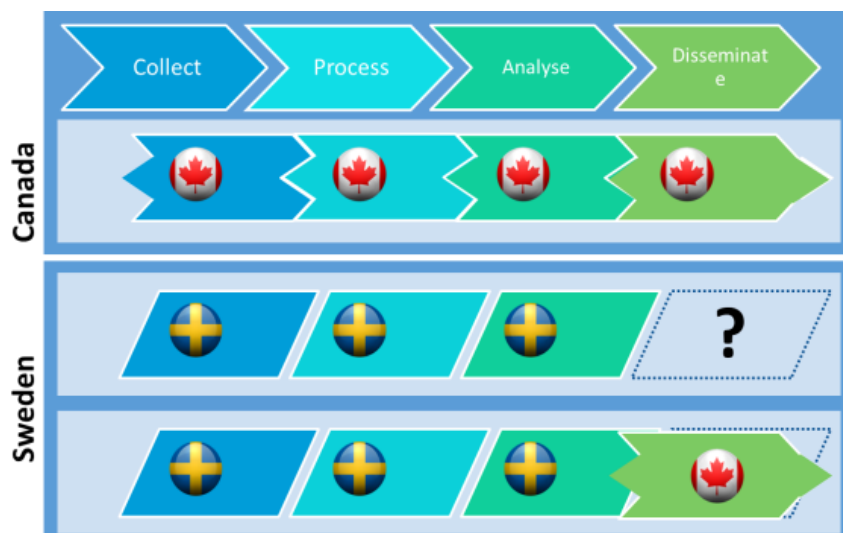 Collect
Process
Analyse
Disseminat
e
Canada
Sweden
?